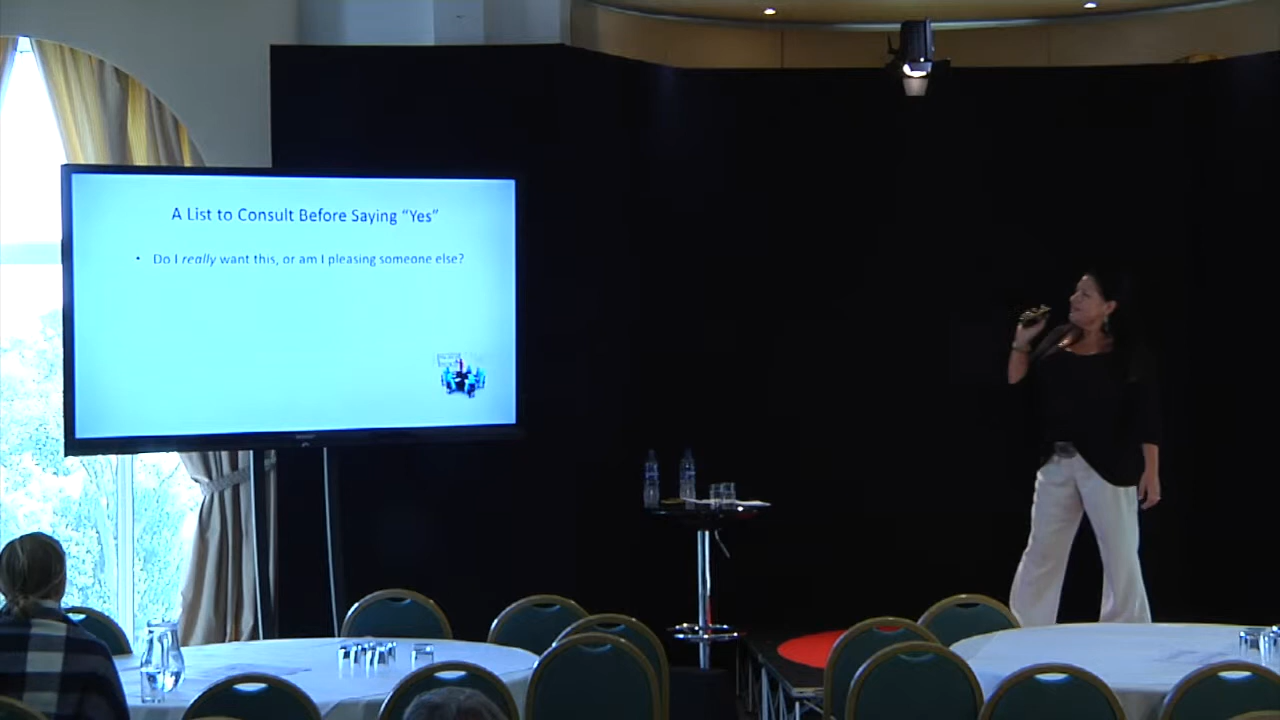 A List to Consult Before Saying “Yes”
• Do I really want this, or am I pleasing someone else?